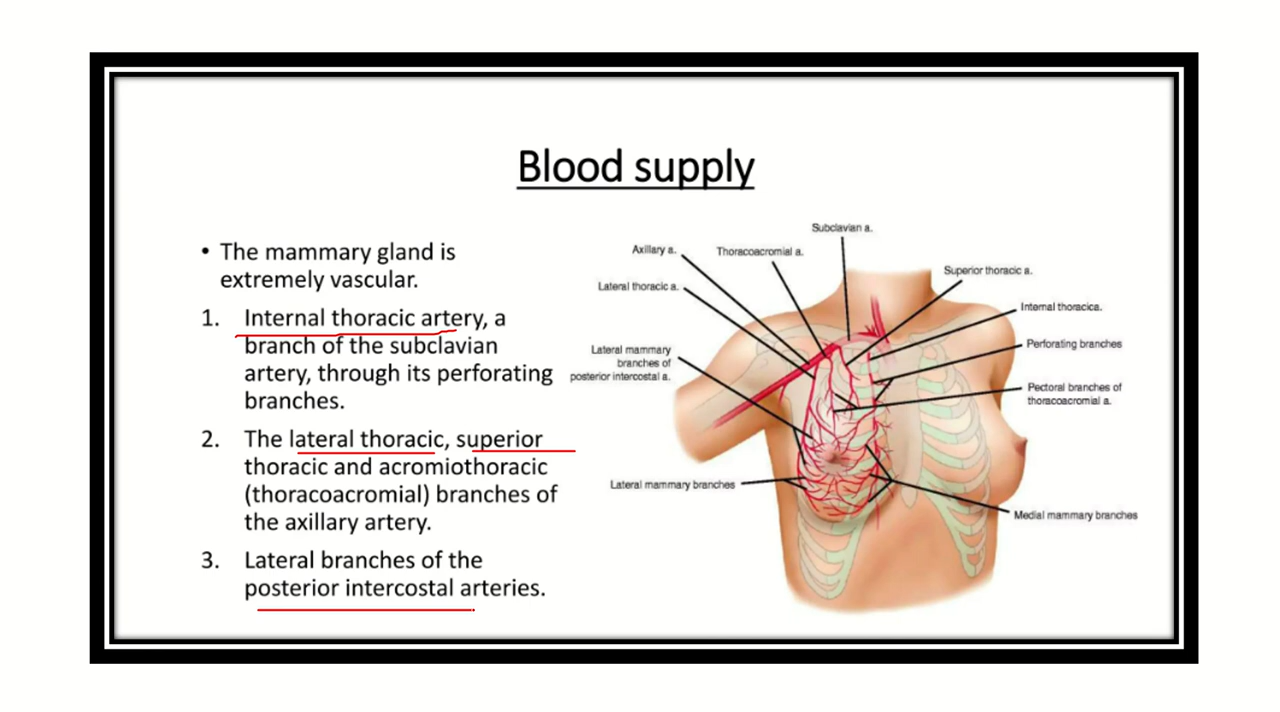 Blood supply
• The mammary gland is
extremely vascular.
1. Internal thoracic artery, a
branch of the subclavian
artery, through its perforating
branches.
2. The lateral thoracic, superior
thoracic and acromiothoracic
(thoracoacromial) branches of
the axillary artery.
3. Lateral branches of the
posterior intercostal arteries.
Subclavian a.
Axillary a.
Thoracoacromial a.
Superior thoracic a.
Lateral thoracic a.
Internal thoracica.
Lateral mammary
branches of
posterior intercostal a.
Perforating branches
Pectoral branches of
thoracoacromial a.
Lateral mammary branches
Medial mammary branches